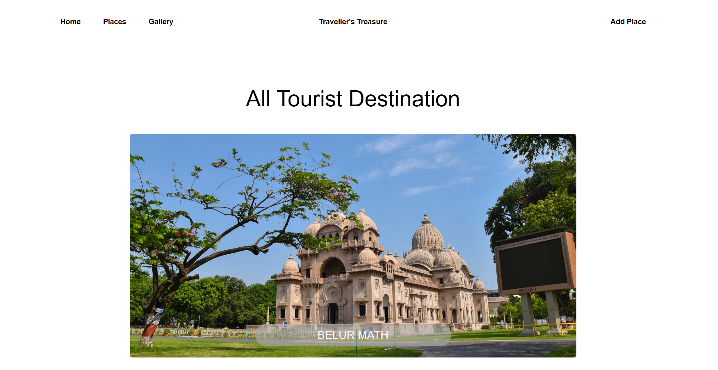 Home Places Gallery Traveller's Treasure Add Place
All Tourist Destination
BELUR MATH